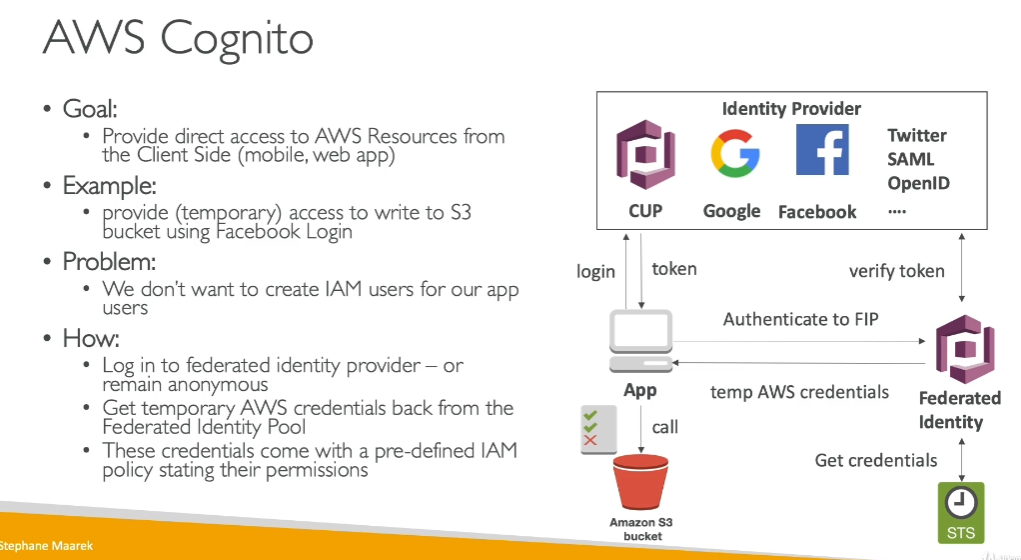 AWS Cognito
• Goal:
• Provide direct access to AWS Resources from
the Client Side (mobile, web app)
• Example:
• provide (temporary) access to write to S3
bucket using Facebook Login
• Problem:
• We don't want to create IAM users for our app
users
• How:
• Log in to federated identity provider – or
remain anonymous
• Get temporary AWS credentials back from the
Federated Identity Pool
• These credentials come with a pre-defined IAM
policy stating their permissions
Identity Provider
CUP
Google
Facebook
Twitter
SAML
OpenID
....
login
token
verify token
Authenticate to FIP
temp AWS credentials
App
Federated
Identity
call
Get credentials
Amazon S3
bucket
STS
Stephane Maarek